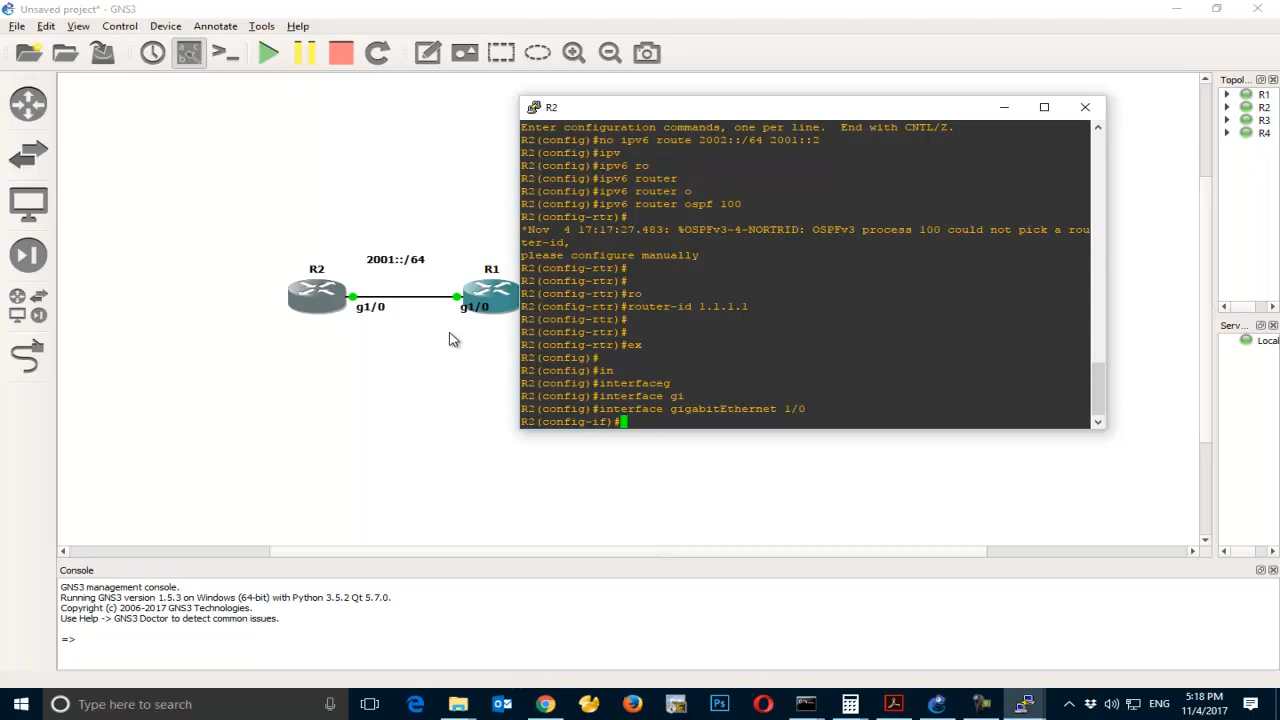 Unsaved project* - GNS3
File Edit View Control Device Annotate Tools Help
Topol...
R1
R2
R3
R4
R2
Enter configuration commands, one per line.  End with CNTL/Z.
R2(config)#no ipv6 route 2002::/64 2001::2
R2(config)#ipv
R2(config)#ipv6 ro
R2(config)#ipv6 router
R2(config)#ipv6 router o
R2(config)#ipv6 router ospf 100
R2(config-rtr)#
*Nov  4 17:17:27.483: %OSPFv3-4-NORTRID: OSPFv3 process 100 could not pick a rou
ter-id,
please configure manually
R2(config-rtr)#
R2(config-rtr)#
R2(config-rtr)#ro
R2(config-rtr)#router-id 1.1.1.1
R2(config-rtr)#
R2(config-rtr)#
R2(config-rtr)#ex
R2(config)#
R2(config)#in
R2(config)#interfaceg
R2(config)#interface gi
R2(config)#interface gigabitEthernet 1/0
R2(config-if)#
2001::/64
R2
R1
g1/0
g1/0
Serv...
Local
Console
GNS3 management console.
Running GNS3 version 1.5.3 on Windows (64-bit) with Python 3.5.2 Qt 5.7.0.
Copyright (c) 2006-2017 GNS3 Technologies.
Use Help -> GNS3 Doctor to detect common issues.
=>
Type here to search
Ps
ENG
5:18 PM
11/4/2017